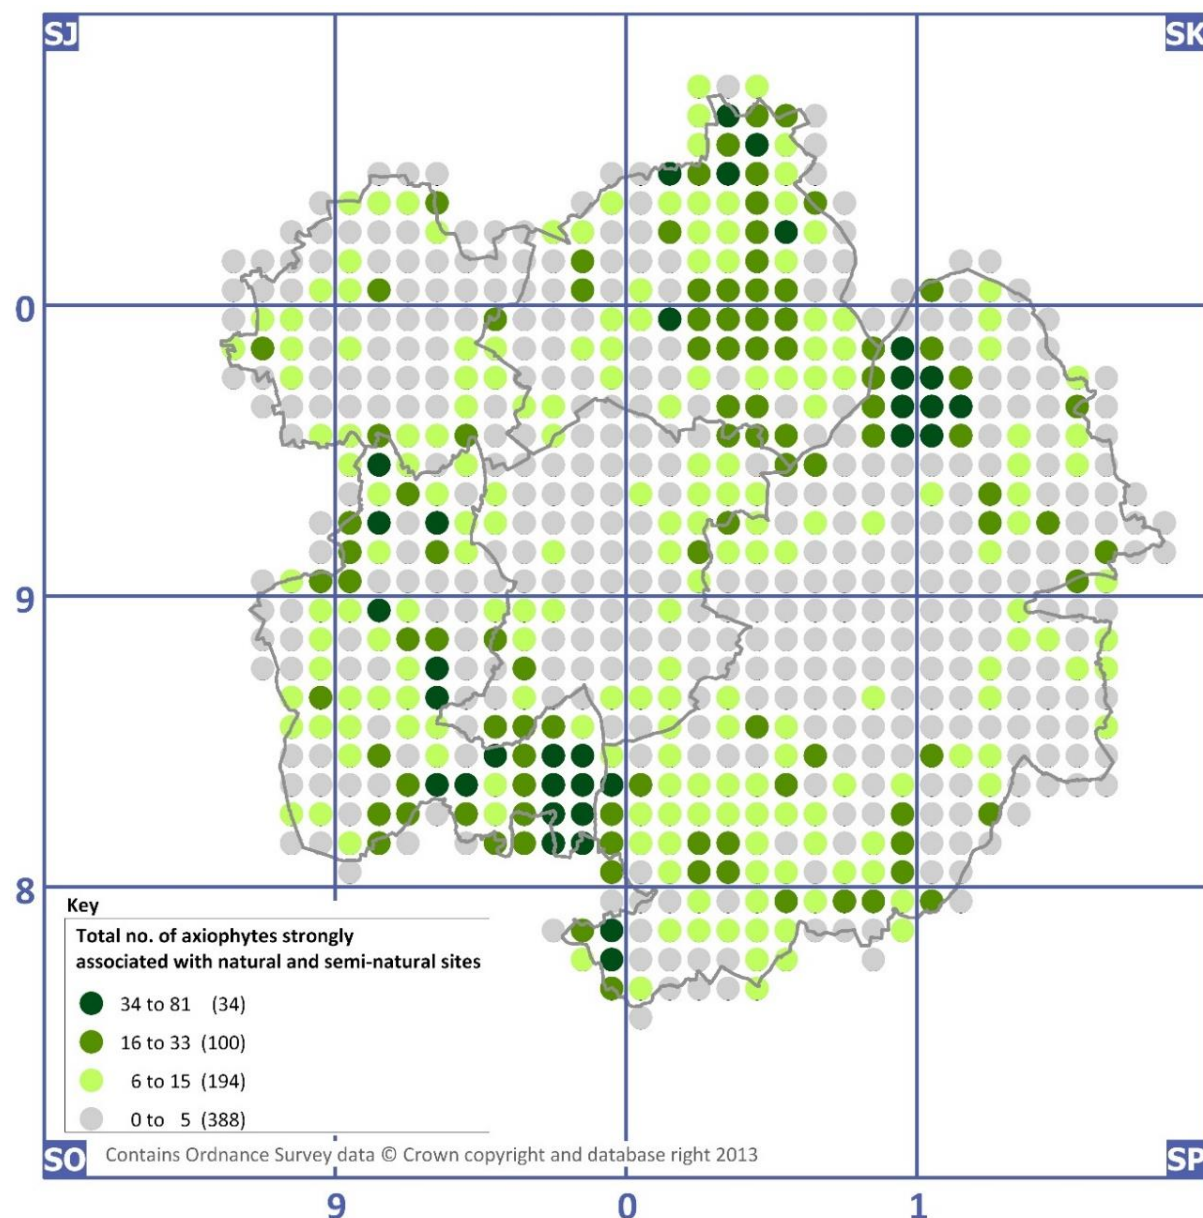 SJ
SK
0
9
8
Key
Total no. of axiophytes strongly
associated with natural and semi-natural sites
34 to 81 (34)
16 to 33 (100)
6 to 15 (194)
0 to 5 (388)
SO
Contains Ordnance Survey data © Crown copyright and database right 2013
SP
9
0
1